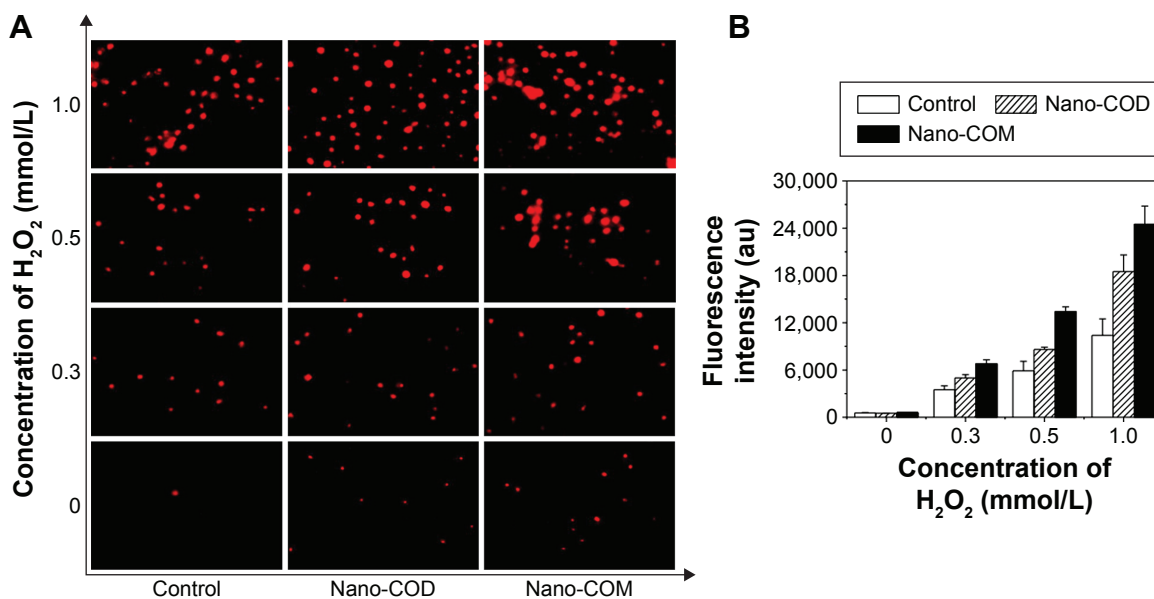 A
Concentration of H₂O₂ (mmol/L)
1.0
0.5
0.3
0
Control
Nano-COD
Nano-COM
B
Control
Nano-COD
Nano-COM
Fluorescence
intensity (au)
30,000
24,000
18,000
12,000
6,000
0
0
0.3
0.5
1.0
Concentration of
H₂O₂ (mmol/L)